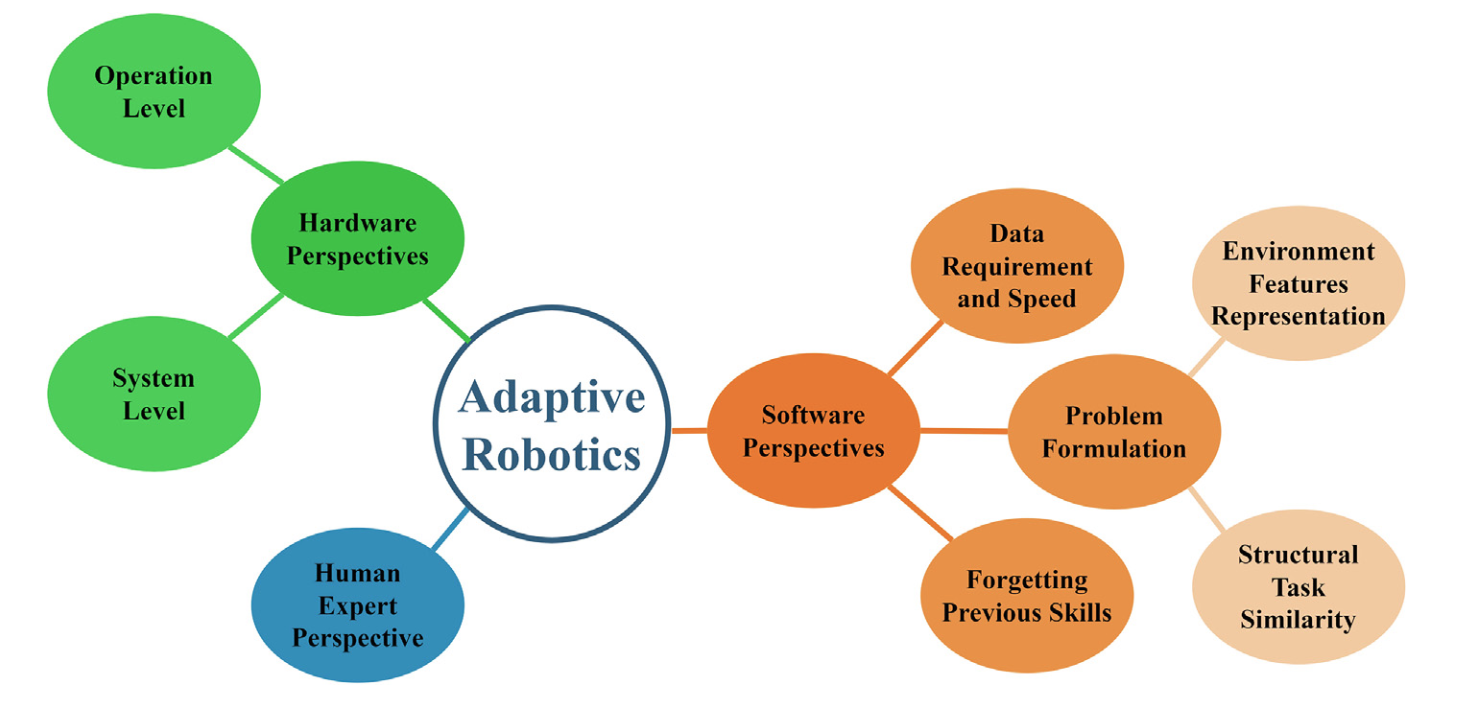 Operation
Level
Hardware
Perspectives
System
Level
Adaptive
Robotics
Human
Expert
Perspective
Software
Perspectives
Data
Requirement
and Speed
Problem
Formulation
Forgetting
Previous Skills
Environment
Features
Representation
Structural
Task
Similarity